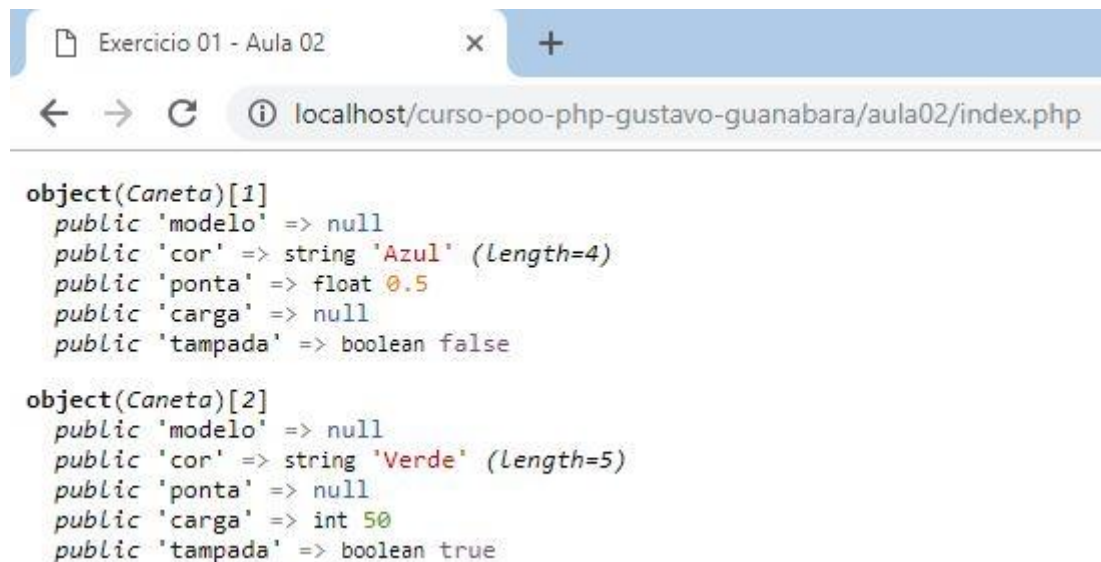 Exercicio 01 - Aula 02
localhost/curso-poo-php-gustavo-guanabara/aula02/index.php
object(Caneta)[1]
public 'modelo' => null
public 'cor' => string 'Azul' (length=4)
public 'ponta' => float 0.5
public 'carga' => null
public 'tampada' => boolean false
object(Caneta)[2]
public 'modelo' => null
public 'cor' => string 'Verde' (length=5)
public 'ponta' => null
public 'carga' => int 50
public 'tampada' => boolean true